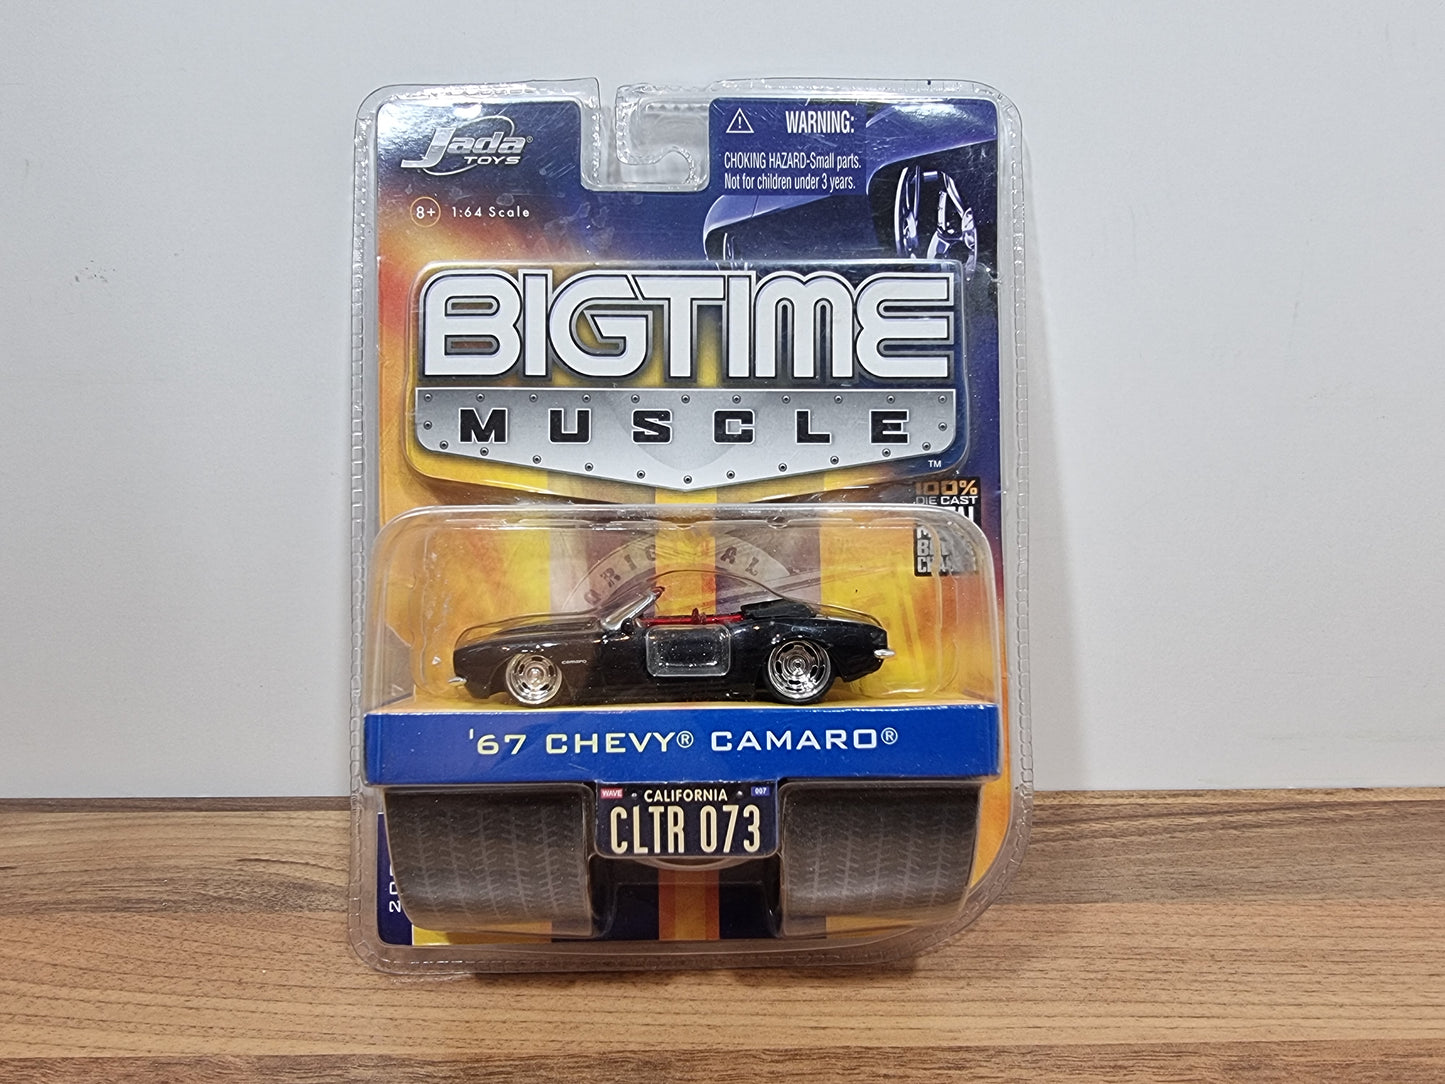 Jada®
TOYS
8+ 1:64 Scale
WARNING:
CHOKING HAZARD-Small parts.
Not for children under 3 years.
BIGTIME
MUSCLE
™
100%
DIE CAST
ORIGINAL
CAMARO
'67 CHEVY® CAMARO®
WAVE CALIFORNIA 007
CLTR 073